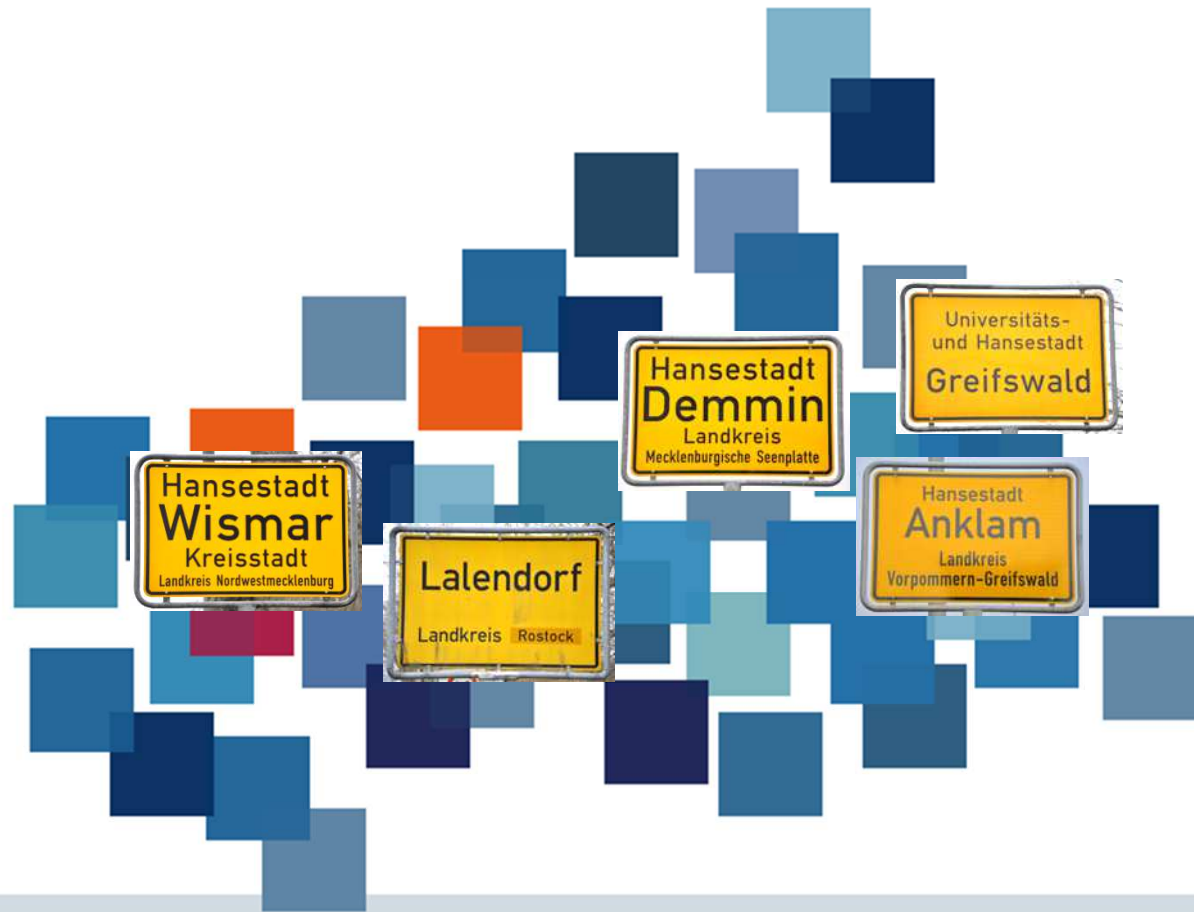 Universitäts-
und Hansestadt
Greifswald
Hansestadt
Demmin
Landkreis
Mecklenburgische Seenplatte
Hansestadt
Wismar
Kreisstadt
Landkreis Nordwestmecklenburg
Hansestadt
Anklam
Landkreis
Vorpommern-Greifswald
Lalendorf
Landkreis Rostock